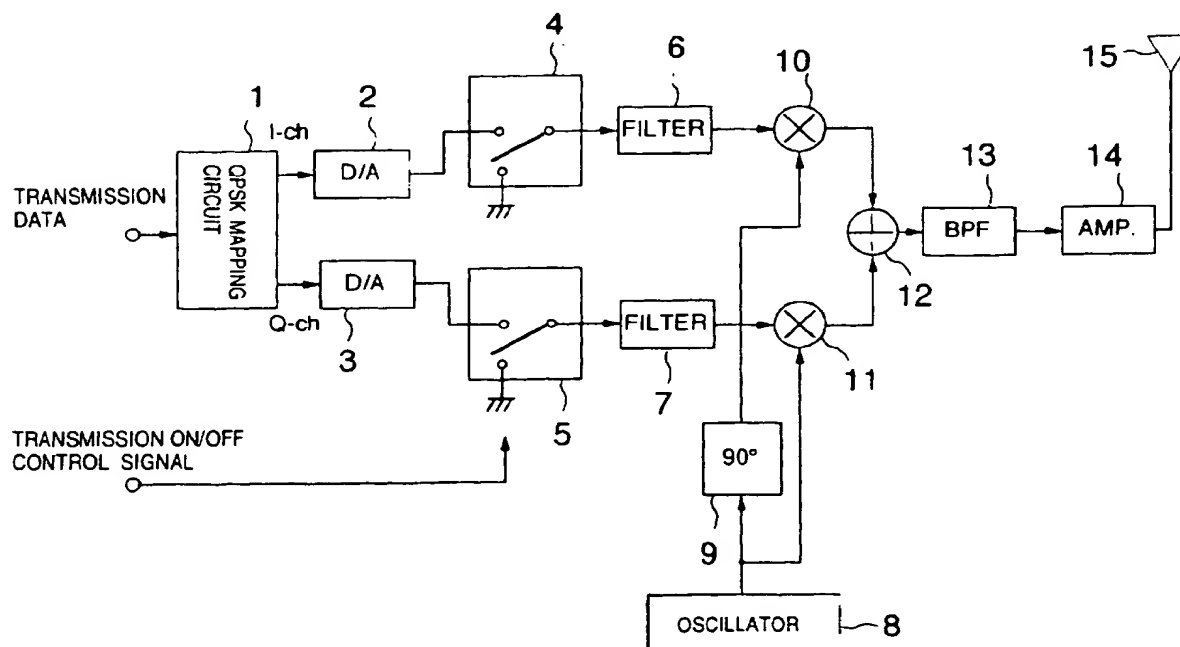 4
6
10
15
1
I-ch
2
FILTER
13
14
D/A
QPSK MAPPING
CIRCUIT
TRANSMISSION
DATA
BPF
AMP.
12
D/A
Q-ch
3
FILTER
7
11
5
TRANSMISSION ON/OFF
CONTROL SIGNAL
90°
9
OSCILLATOR
8